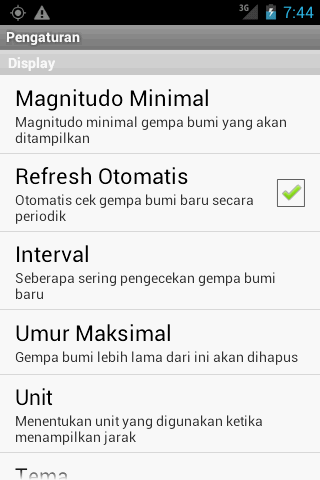 3G 7:44
Pengaturan
Display
Magnitudo Minimal
Magnitudo minimal gempa bumi yang akan
ditampilkan
Refresh Otomatis
Otomatis cek gempa bumi baru secara
periodik
Interval
Seberapa sering pengecekan gempa bumi
baru
Umur Maksimal
Gempa bumi lebih lama dari ini akan dihapus
Unit
Menentukan unit yang digunakan ketika
menampilkan jarak
Tema